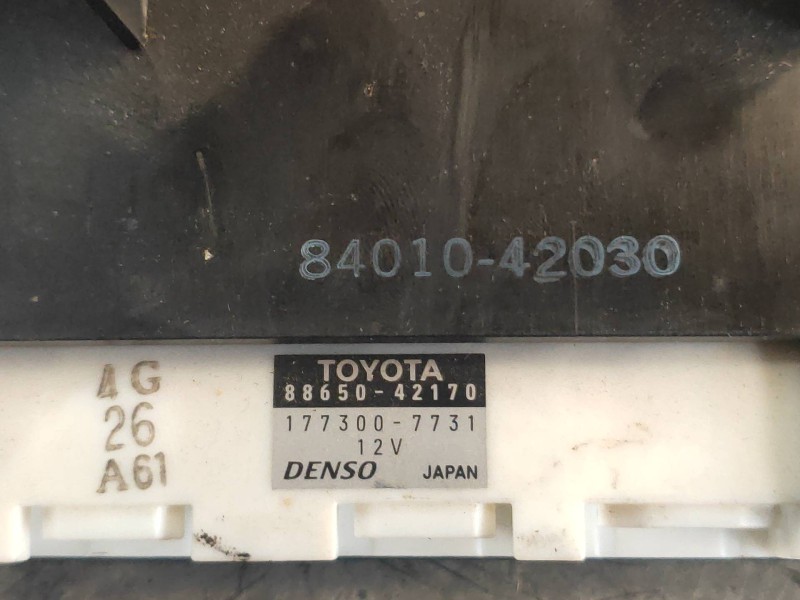 84010-42030
4G
26
A61
TOYOTA
88650-42170
177300-7731
12V
DENSO JAPAN